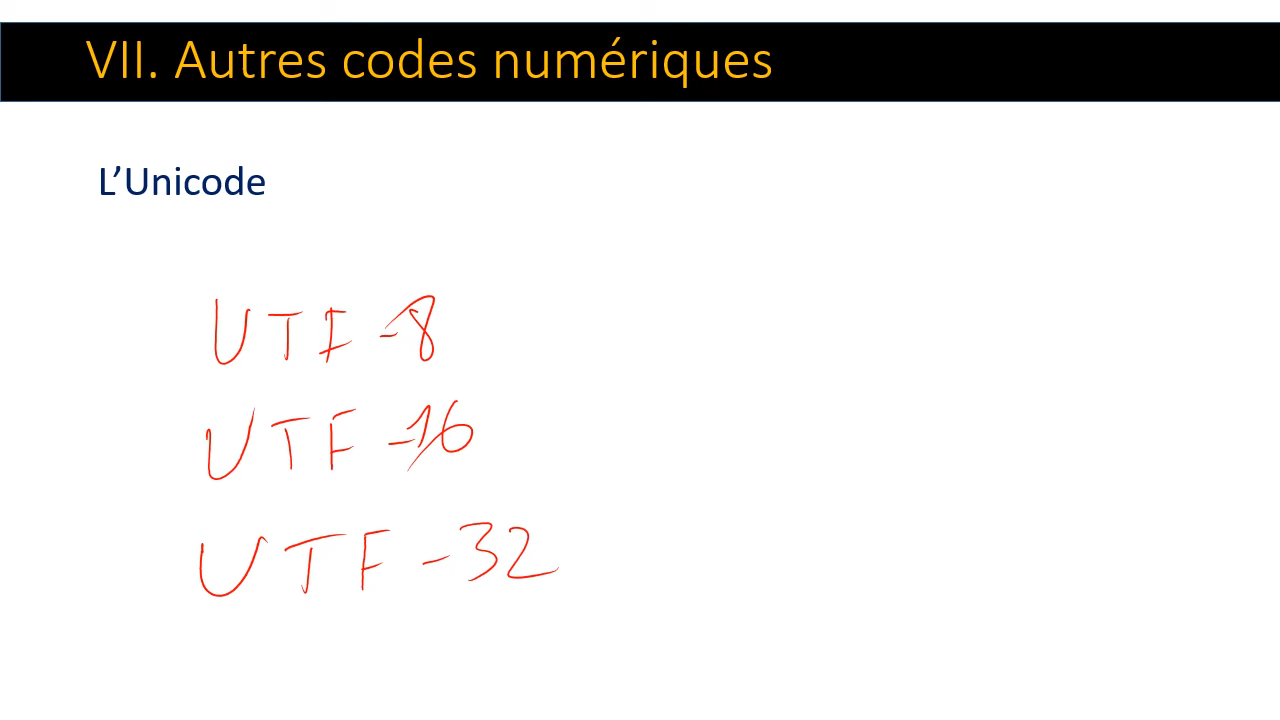 VII. Autres codes numériques
L’Unicode
UTF-8
UTF-16
UTF-32